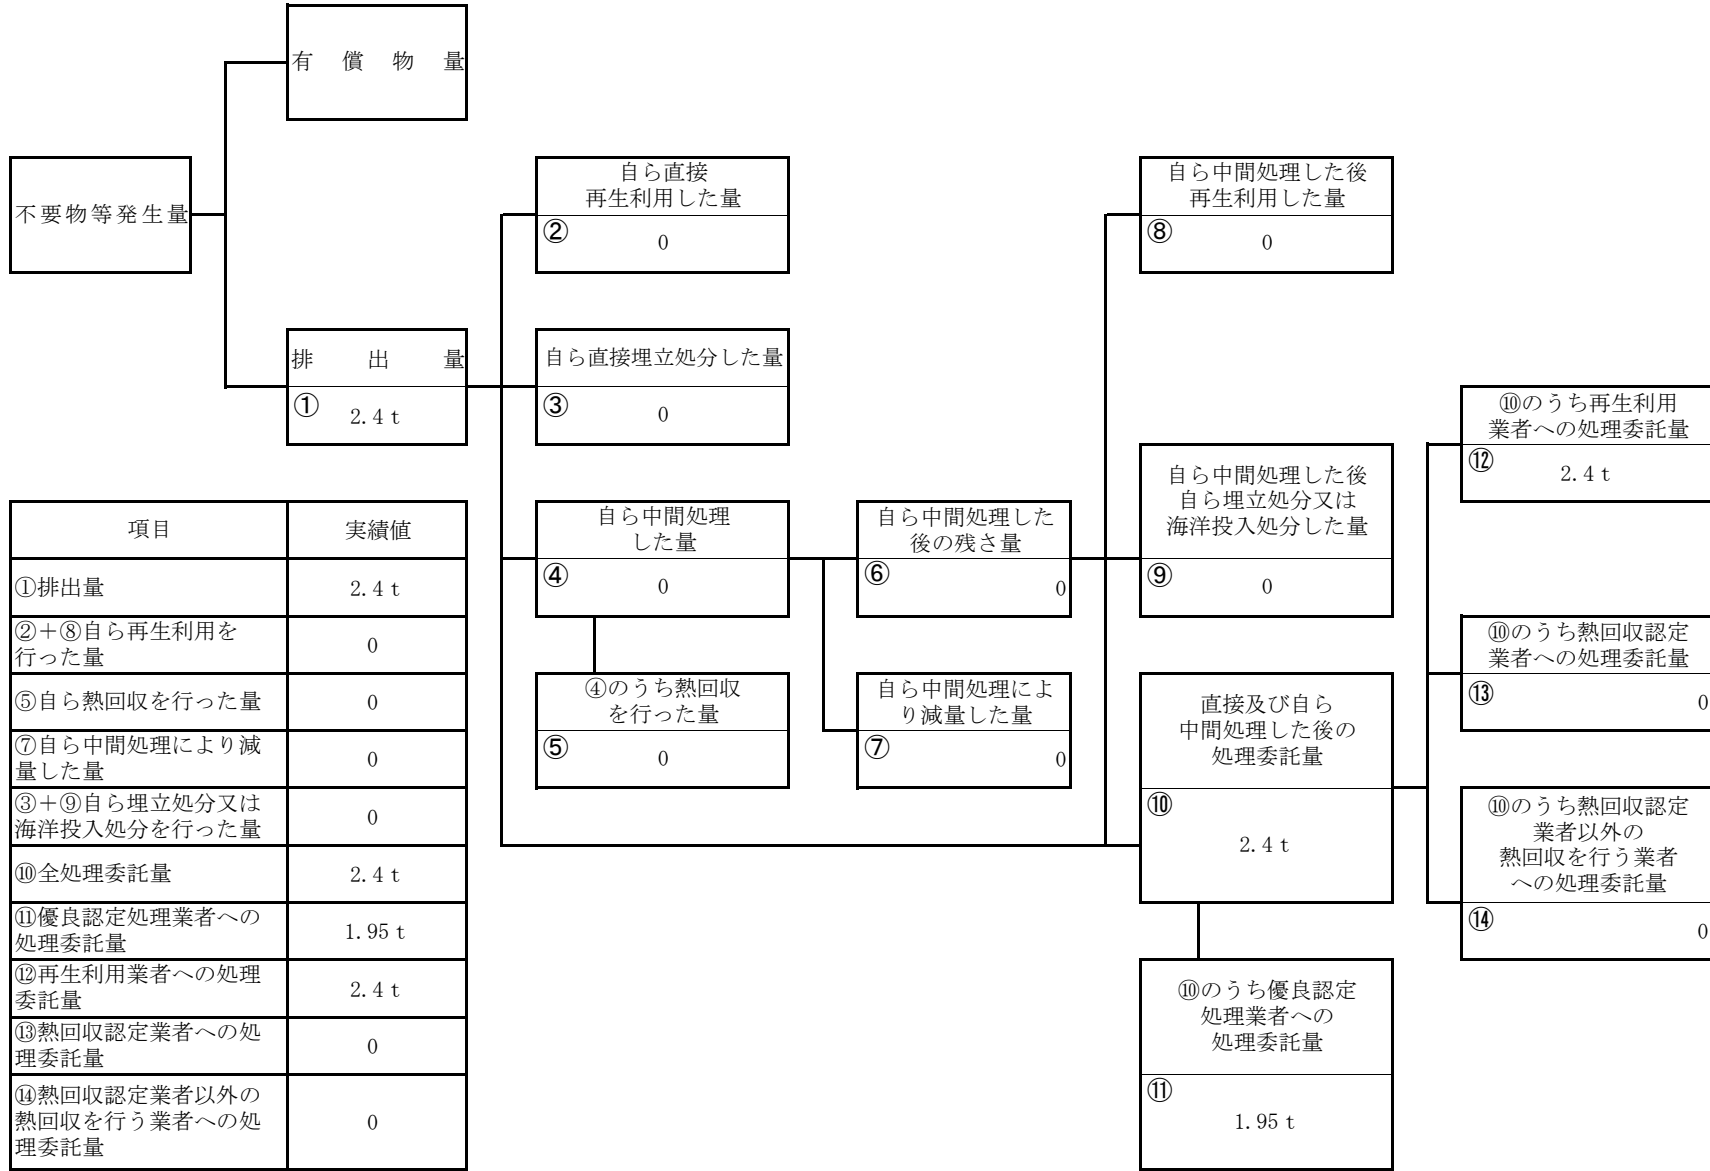 有償物量
不要物等発生量
排出量
①
2.4 t
自ら直接
再生利用した量
②
0
自ら直接埋立処分した量
③
0
自ら中間処理
した量
④
0
④のうち熱回収
を行った量
⑤
0
自ら中間処理した
後の残さ量
⑥
0
自ら中間処理によ
り減量した量
⑦
0
自ら中間処理した後
再生利用した量
⑧
0
自ら中間処理した後
自ら埋立処分又は
海洋投入処分した量
⑨
0
直接及び自ら
中間処理した後の
処理委託量
⑩
2.4 t
⑩のうち優良認定
処理業者への
処理委託量
⑪
1.95 t
⑩のうち再生利用
業者への処理委託量
⑫
2.4 t
⑩のうち熱回収認定
業者への処理委託量
⑬
0
⑩のうち熱回収認定
業者以外の
熱回収を行う業者
への処理委託量
⑭
0
項目 実績値
①排出量 2.4 t
②+⑧自ら再生利用を
行った量 0
⑤自ら熱回収を行った量 0
⑦自ら中間処理により減
量した量 0
③+⑨自ら埋立処分又は
海洋投入処分を行った量 0
⑩全処理委託量 2.4 t
⑪優良認定処理業者への
処理委託量 1.95 t
⑫再生利用業者への処理
委託量 2.4 t
⑬熱回収認定業者への処
理委託量 0
⑭熱回収認定業者以外の
熱回収を行う業者への処
理委託量 0